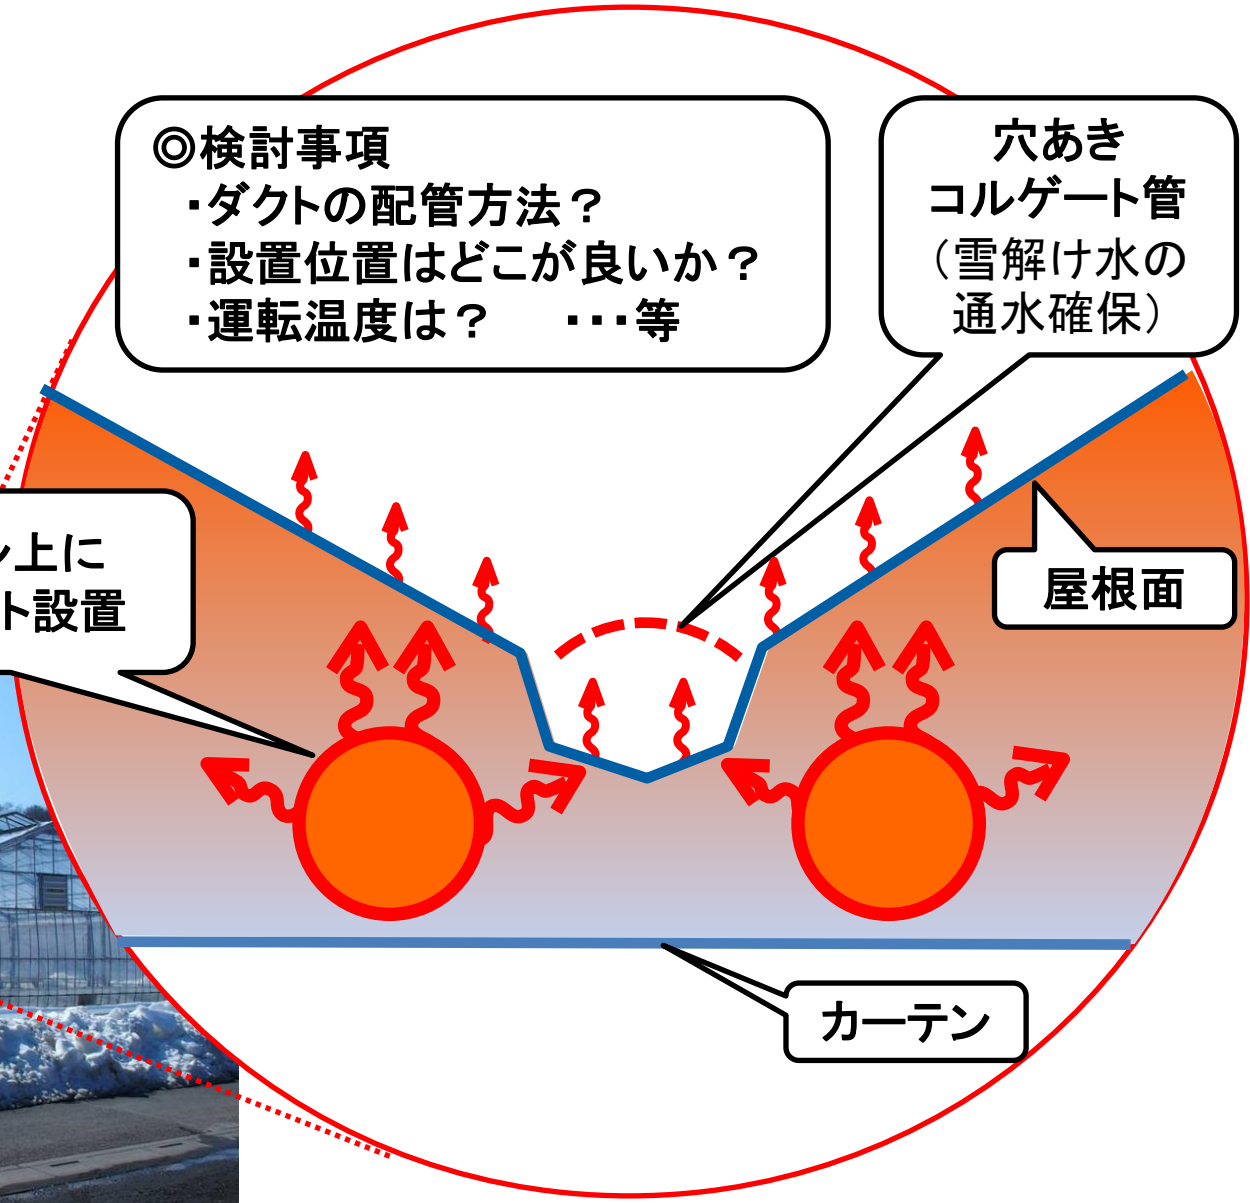 ◎検討事項
・ダクトの配管方法？
・設置位置はどこが良いか？
・運転温度は？　・・・等
穴あき
コルゲート管
（雪解け水の
通水確保）
ン上に
ト設置
屋根面
カーテン